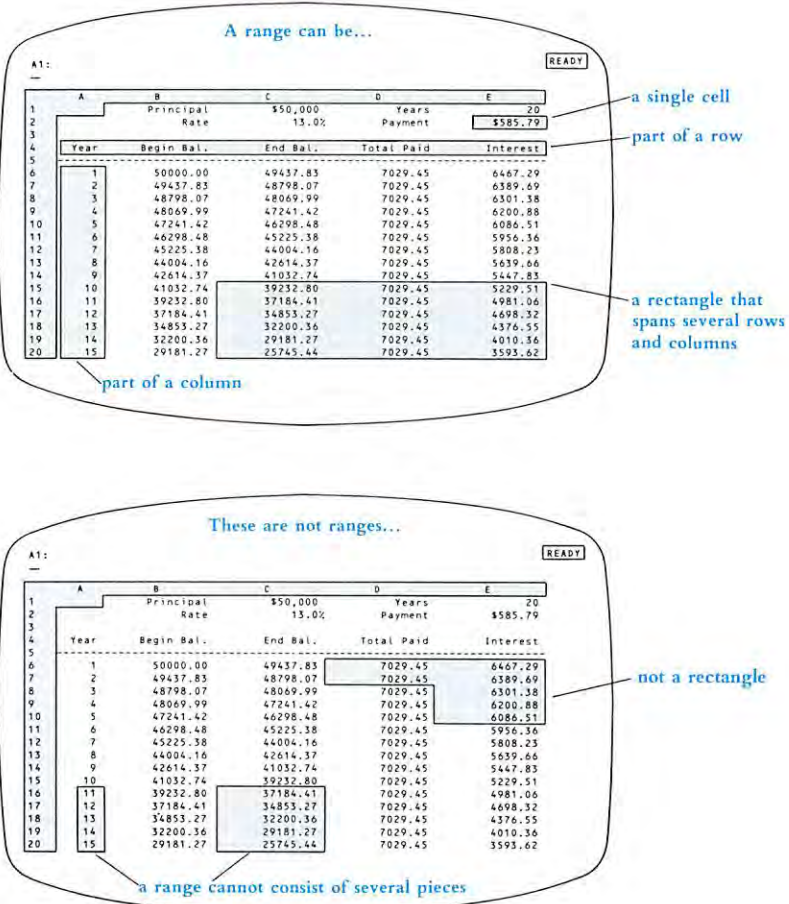 A range can be...
A1: READY
A B C D E
1 Principal $50,000 Years 20
2 Rate 13.0% Payment $585.79
3
4 Year Begin Bal. End Bal. Total Paid Interest
5 ------------------------------------------------------------
6 1 50000.00 49437.83 7029.45 6467.29
7 2 49437.83 48798.07 7029.45 6389.69
8 3 48798.07 48069.99 7029.45 6301.38
9 4 48069.99 47241.42 7029.45 6200.88
10 5 47241.42 46298.48 7029.45 6086.51
11 6 46298.48 45225.38 7029.45 5956.36
12 7 45225.38 44004.16 7029.45 5808.23
13 8 44004.16 42614.37 7029.45 5639.66
14 9 42614.37 41032.74 7029.45 5447.83
15 10 41032.74 39232.80 7029.45 5229.51
16 11 39232.80 37184.41 7029.45 4981.06
17 12 37184.41 34853.27 7029.45 4698.32
18 13 34853.27 32200.36 7029.45 4376.55
19 14 32200.36 29181.27 7029.45 4010.36
20 15 29181.27 25745.44 7029.45 3593.62
a single cell
part of a row
a rectangle that
spans several rows
and columns
part of a column
These are not ranges...
A1: READY
A B C D E
1 Principal $50,000 Years 20
2 Rate 13.0% Payment $585.79
3
4 Year Begin Bal. End Bal. Total Paid Interest
5 ------------------------------------------------------------
6 1 50000.00 49437.83 7029.45 6467.29
7 2 49437.83 48798.07 7029.45 6389.69
8 3 48798.07 48069.99 7029.45 6301.38
9 4 48069.99 47241.42 7029.45 6200.88
10 5 47241.42 46298.48 7029.45 6086.51
11 6 46298.48 45225.38 7029.45 5956.36
12 7 45225.38 44004.16 7029.45 5808.23
13 8 44004.16 42614.37 7029.45 5639.66
14 9 42614.37 41032.74 7029.45 5447.83
15 10 41032.74 39232.80 7029.45 5229.51
16 11 39232.80 37184.41 7029.45 4981.06
17 12 37184.41 34853.27 7029.45 4698.32
18 13 34853.27 32200.36 7029.45 4376.55
19 14 32200.36 29181.27 7029.45 4010.36
20 15 29181.27 25745.44 7029.45 3593.62
not a rectangle
a range cannot consist of several pieces